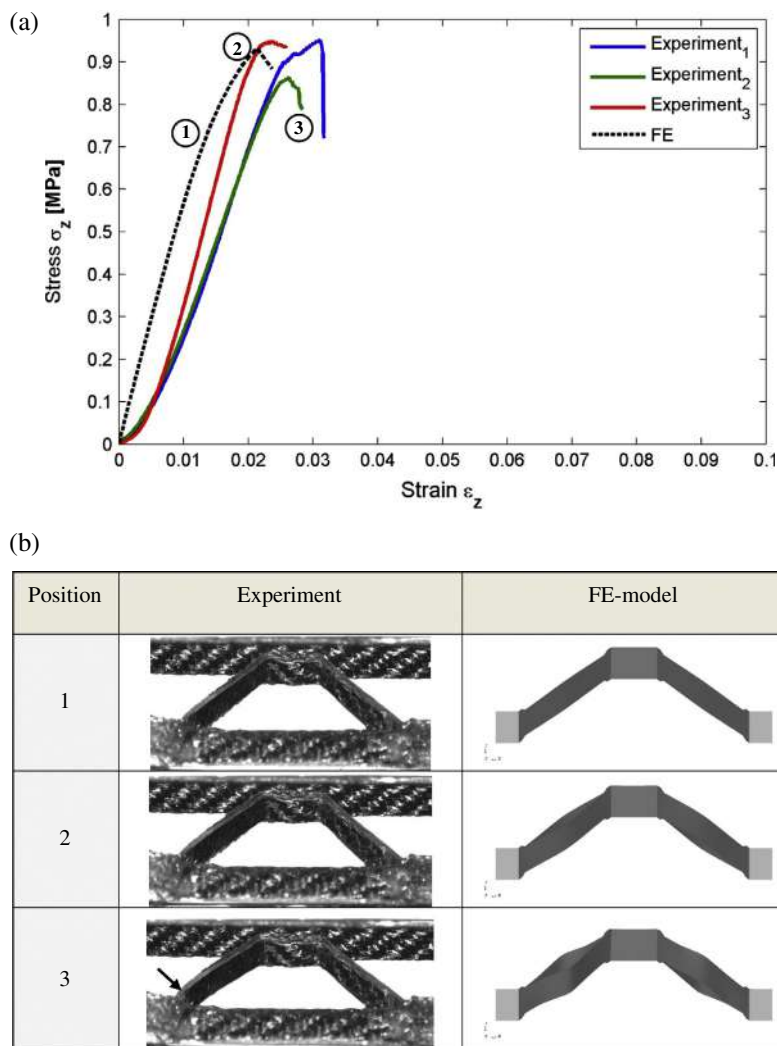 (a)
1
0.9
0.8
0.7
0.6
0.5
0.4
0.3
0.2
0.1
0
Stress σz [MPa]
1
2
3
Experiment1
Experiment2
Experiment3
FE
0 0.01 0.02 0.03 0.04 0.05 0.06 0.07 0.08 0.09 0.1
Strain εz
(b)
Position Experiment FE-model
1
2
3